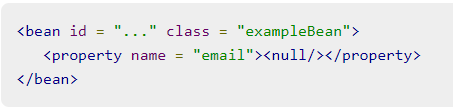 <bean id = "..." class = "exampleBean">
   <property name = "email"><null/></property>
</bean>